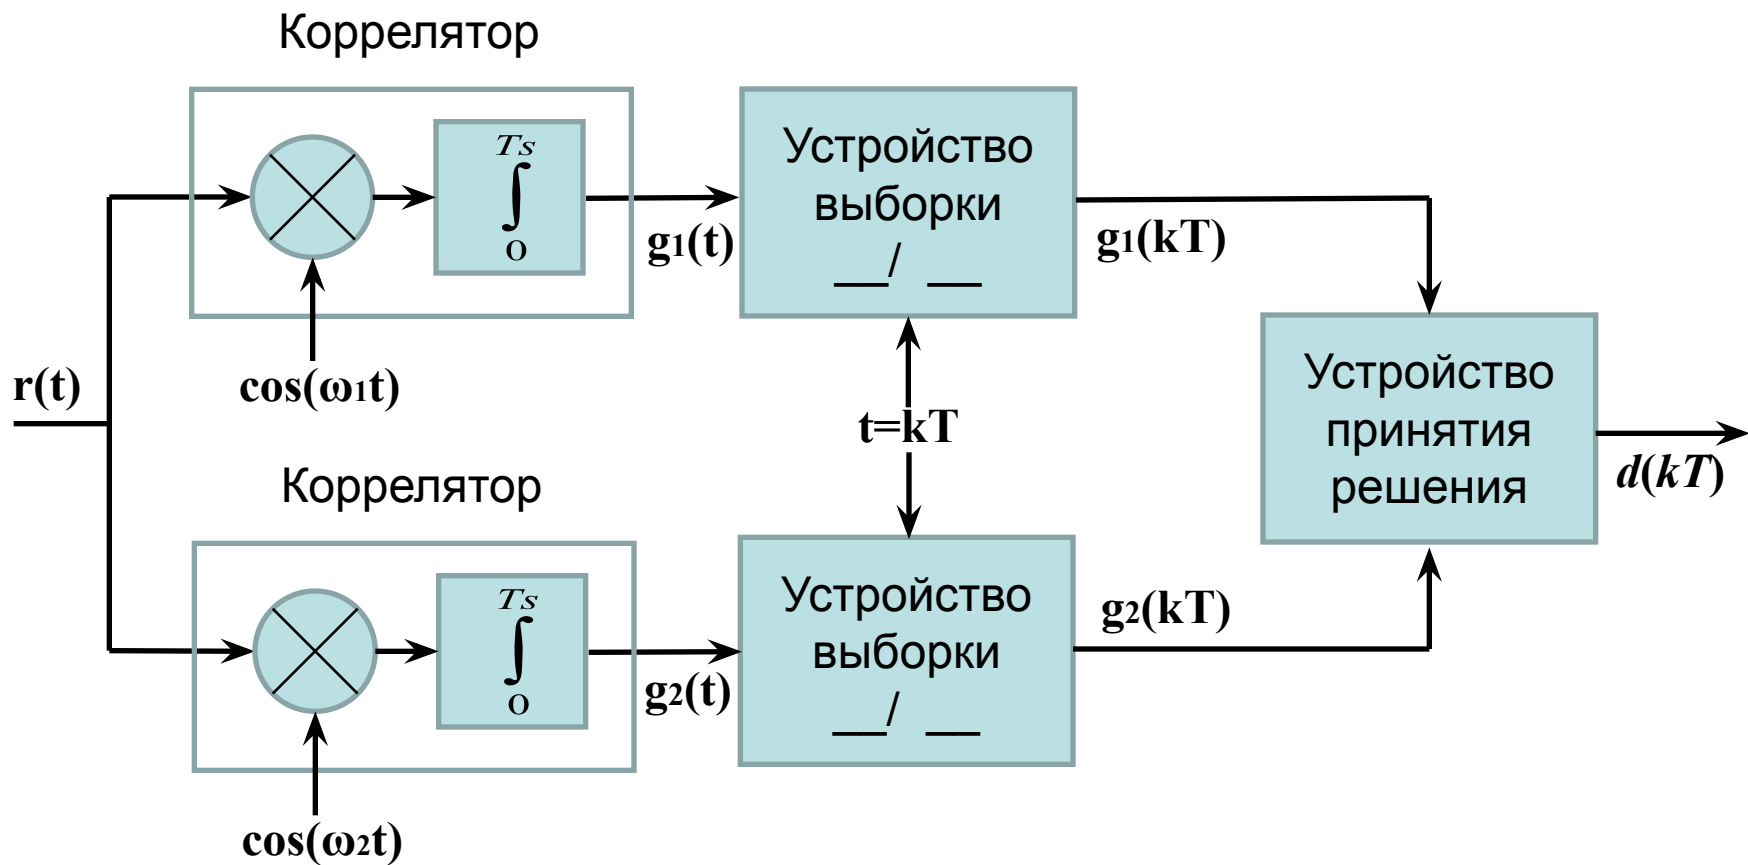 Коррелятор
Ts
∫
0
g1(t)
cos(ω1t)
Устройство
выборки
__/ __
g1(kT)
r(t)
t=kT
Устройство
принятия
решения
d(kT)
Коррелятор
Ts
∫
0
g2(t)
cos(ω2t)
Устройство
выборки
__/ __
g2(kT)